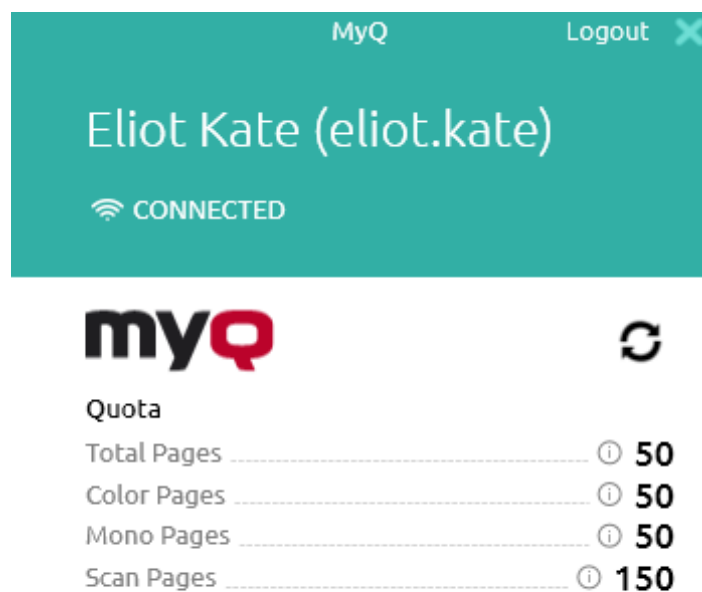 MyQ Logout
Eliot Kate (eliot.kate)
CONNECTED
myQ
Quota
Total Pages 50
Color Pages 50
Mono Pages 50
Scan Pages 150